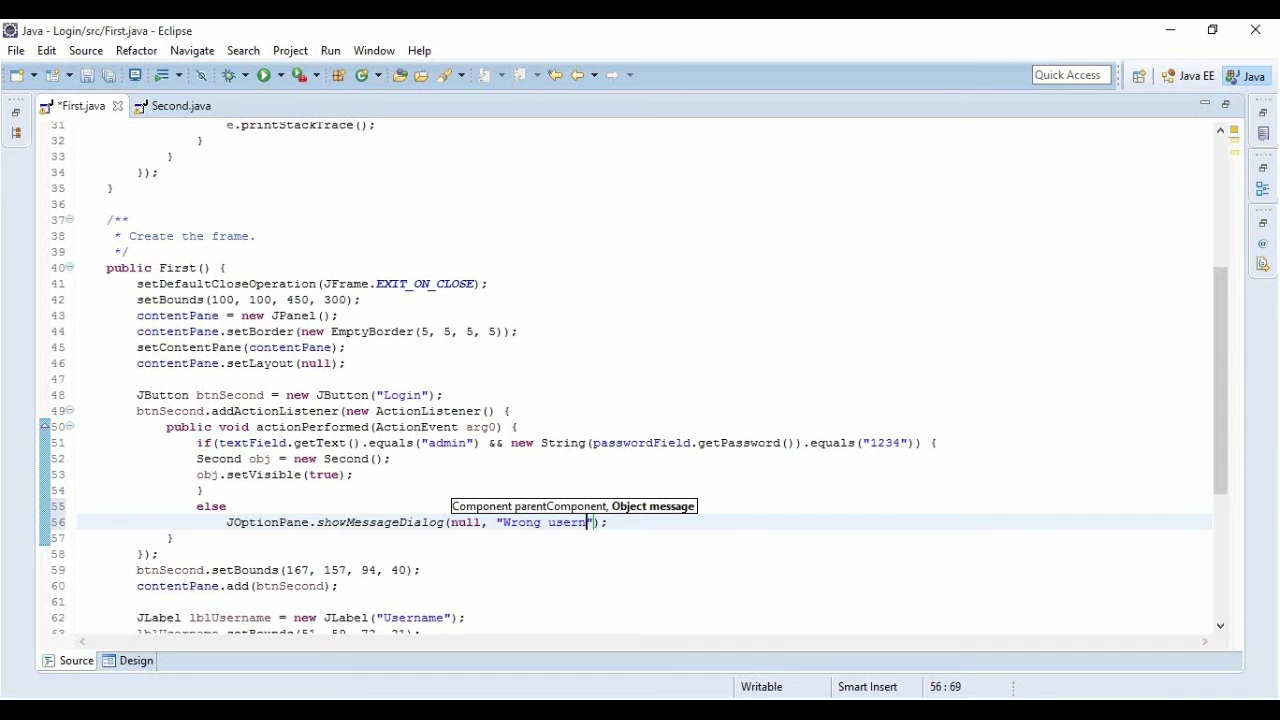 Java - Login/src/First.java - Eclipse
File Edit Source Refactor Navigate Search Project Run Window Help
Quick Access Java EE Java
*First.java Second.java
31 e.printStackTrace();
32 }
33 }
34 });
35 }
36
37 /**
38 * Create the frame.
39 */
40 public First() {
41 setDefaultCloseOperation(JFrame.EXIT_ON_CLOSE);
42 setBounds(100, 100, 450, 300);
43 contentPane = new JPanel();
44 contentPane.setBorder(new EmptyBorder(5, 5, 5, 5));
45 setContentPane(contentPane);
46 contentPane.setLayout(null);
47
48 JButton btnSecond = new JButton("Login");
49 btnSecond.addActionListener(new ActionListener() {
50 public void actionPerformed(ActionEvent arg0) {
51 if(textField.getText().equals("admin") && new String(passwordField.getPassword()).equals("1234")) {
52 Second obj = new Second();
53 obj.setVisible(true);
54 }
55 else
Component parentComponent, Object message
56 JOptionPane.showMessageDialog(null, "Wrong usern");
57 }
58 });
59 btnSecond.setBounds(167, 157, 94, 40);
60 contentPane.add(btnSecond);
61
62 JLabel lblUsername = new JLabel("Username");
63 lblUsername.setBounds(51, 59, 72, 21);
Source Design
Writable Smart Insert 56 : 69